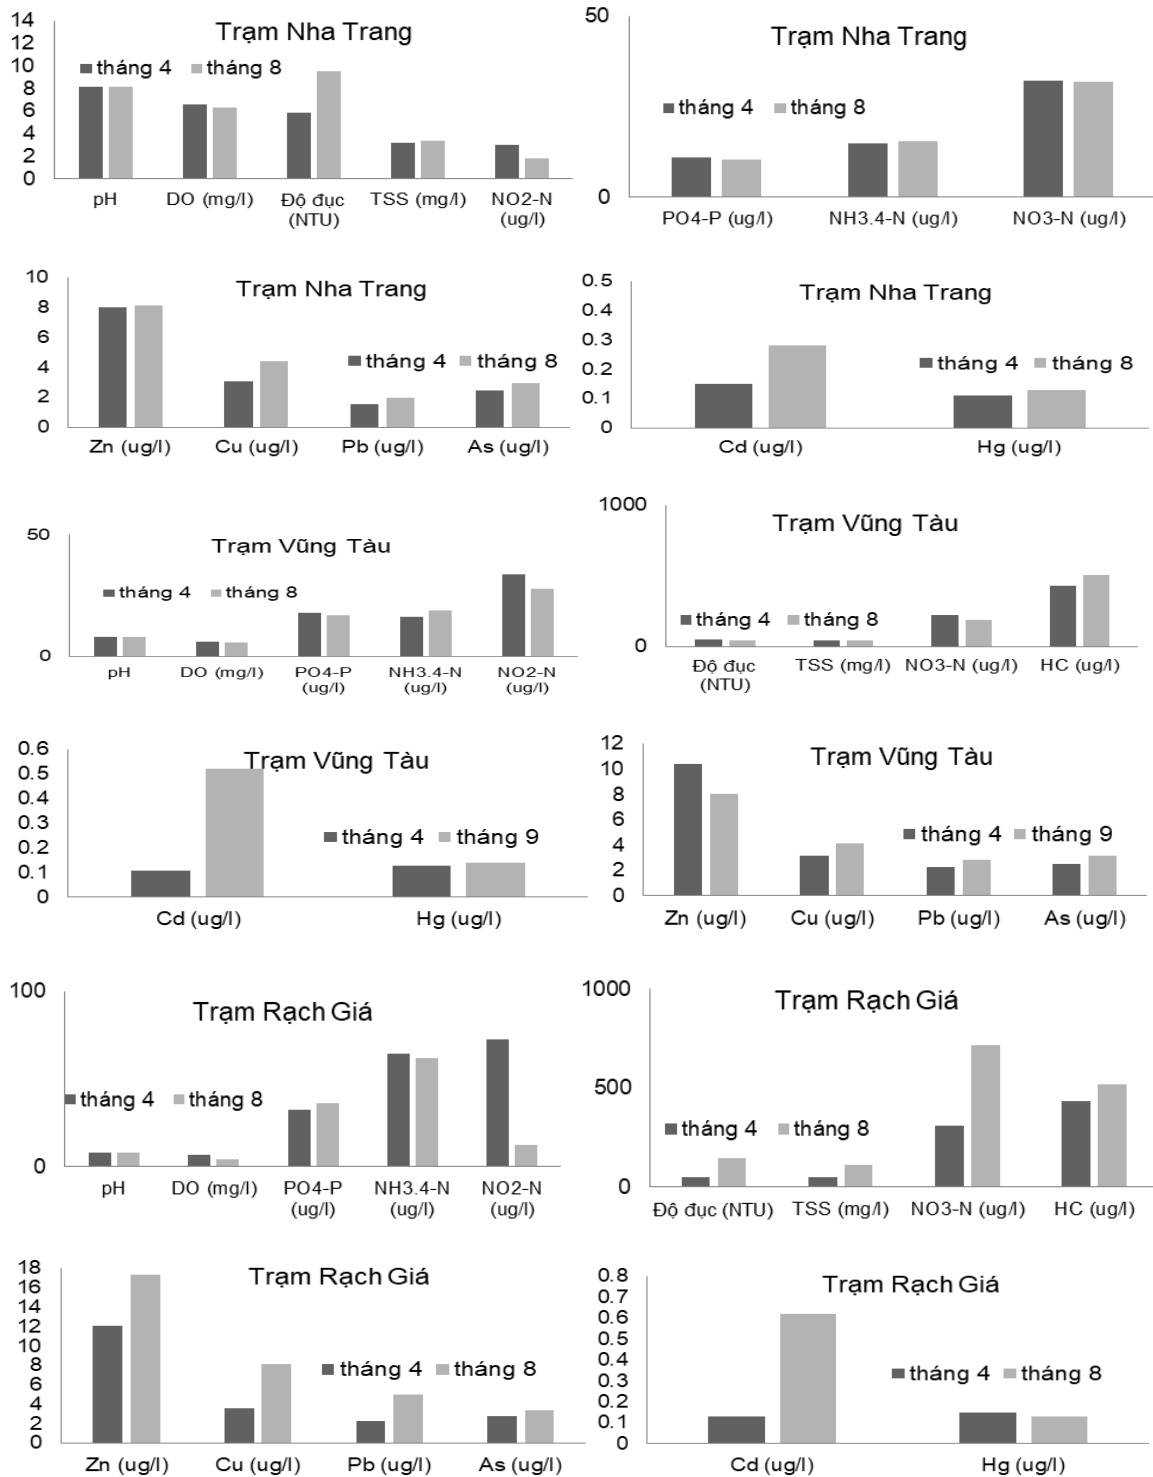 Trạm Nha Trang
tháng 4 tháng 8
14
12
10
8
6
4
2
0
pH DO (mg/l) Độ đục (NTU) TSS (mg/l) NO2-N (ug/l)
Trạm Nha Trang
tháng 4 tháng 8
50
0
PO4-P (ug/l) NH3.4-N (ug/l) NO3-N (ug/l)
Trạm Nha Trang
tháng 4 tháng 8
10
8
6
4
2
0
Zn (ug/l) Cu (ug/l) Pb (ug/l) As (ug/l)
Trạm Nha Trang
tháng 4 tháng 8
0.5
0.4
0.3
0.2
0.1
0
Cd (ug/l) Hg (ug/l)
Trạm Vũng Tàu
tháng 4 tháng 8
50
0
pH DO (mg/l) PO4-P (ug/l) NH3.4-N (ug/l) NO2-N (ug/l)
Trạm Vũng Tàu
tháng 4 tháng 8
1000
0
Độ đục (NTU) TSS (mg/l) NO3-N (ug/l) HC (ug/l)
Trạm Vũng Tàu
tháng 4 tháng 9
0.6
0.5
0.4
0.3
0.2
0.1
0
Cd (ug/l) Hg (ug/l)
Trạm Vũng Tàu
tháng 4 tháng 9
12
10
8
6
4
2
0
Zn (ug/l) Cu (ug/l) Pb (ug/l) As (ug/l)
Trạm Rạch Giá
tháng 4 tháng 8
100
0
pH DO (mg/l) PO4-P (ug/l) NH3.4-N (ug/l) NO2-N (ug/l)
Trạm Rạch Giá
tháng 4 tháng 8
1000
500
0
Độ đục (NTU) TSS (mg/l) NO3-N (ug/l) HC (ug/l)
Trạm Rạch Giá
tháng 4 tháng 8
18
16
14
12
10
8
6
4
2
0
Zn (ug/l) Cu (ug/l) Pb (ug/l) As (ug/l)
Trạm Rạch Giá
tháng 4 tháng 8
0.8
0.7
0.6
0.5
0.4
0.3
0.2
0.1
0
Cd (ug/l) Hg (ug/l)